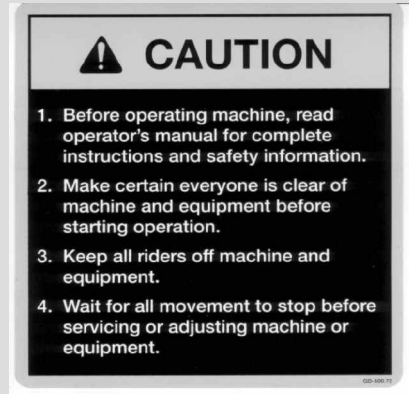 CAUTION
1. Before operating machine, read
operator's manual for complete
instructions and safety information.
2. Make certain everyone is clear of
machine and equipment before
starting operation.
3. Keep all riders off machine and
equipment.
4. Wait for all movement to stop before
servicing or adjusting machine or
equipment.